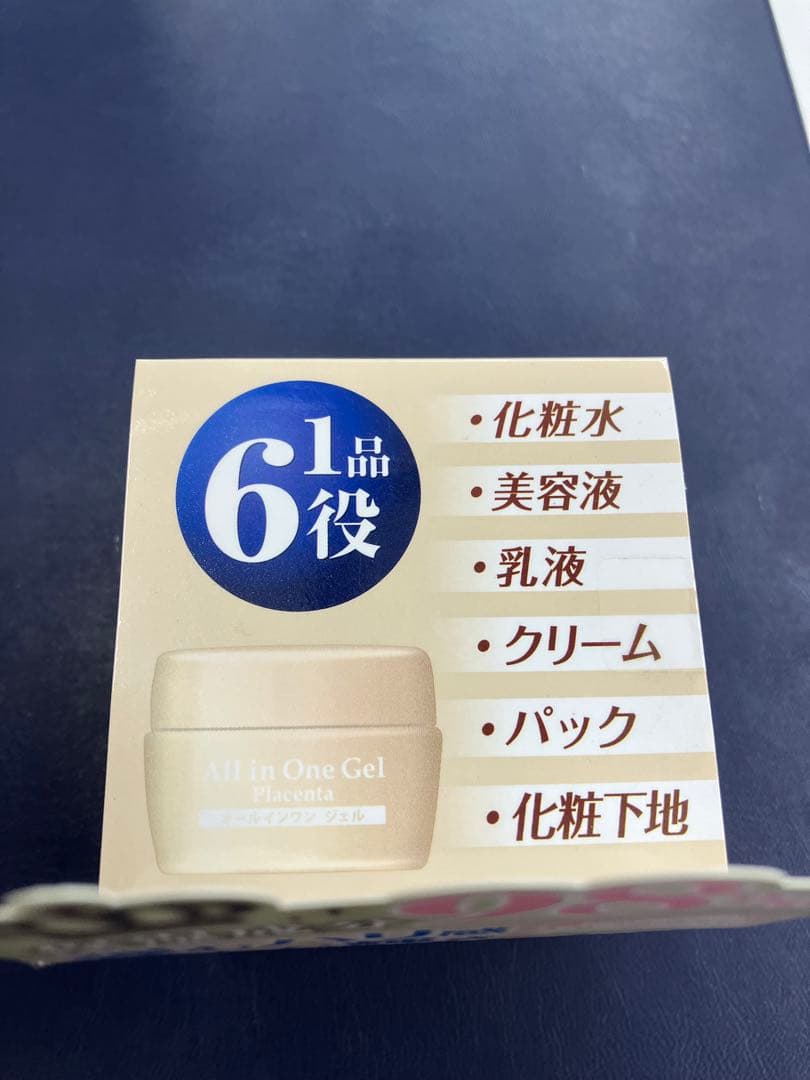 1品
6役
・化粧水
・美容液
・乳液
・クリーム
・パック
・化粧下地
All in One Gel
Placenta
オールインワン ジェル